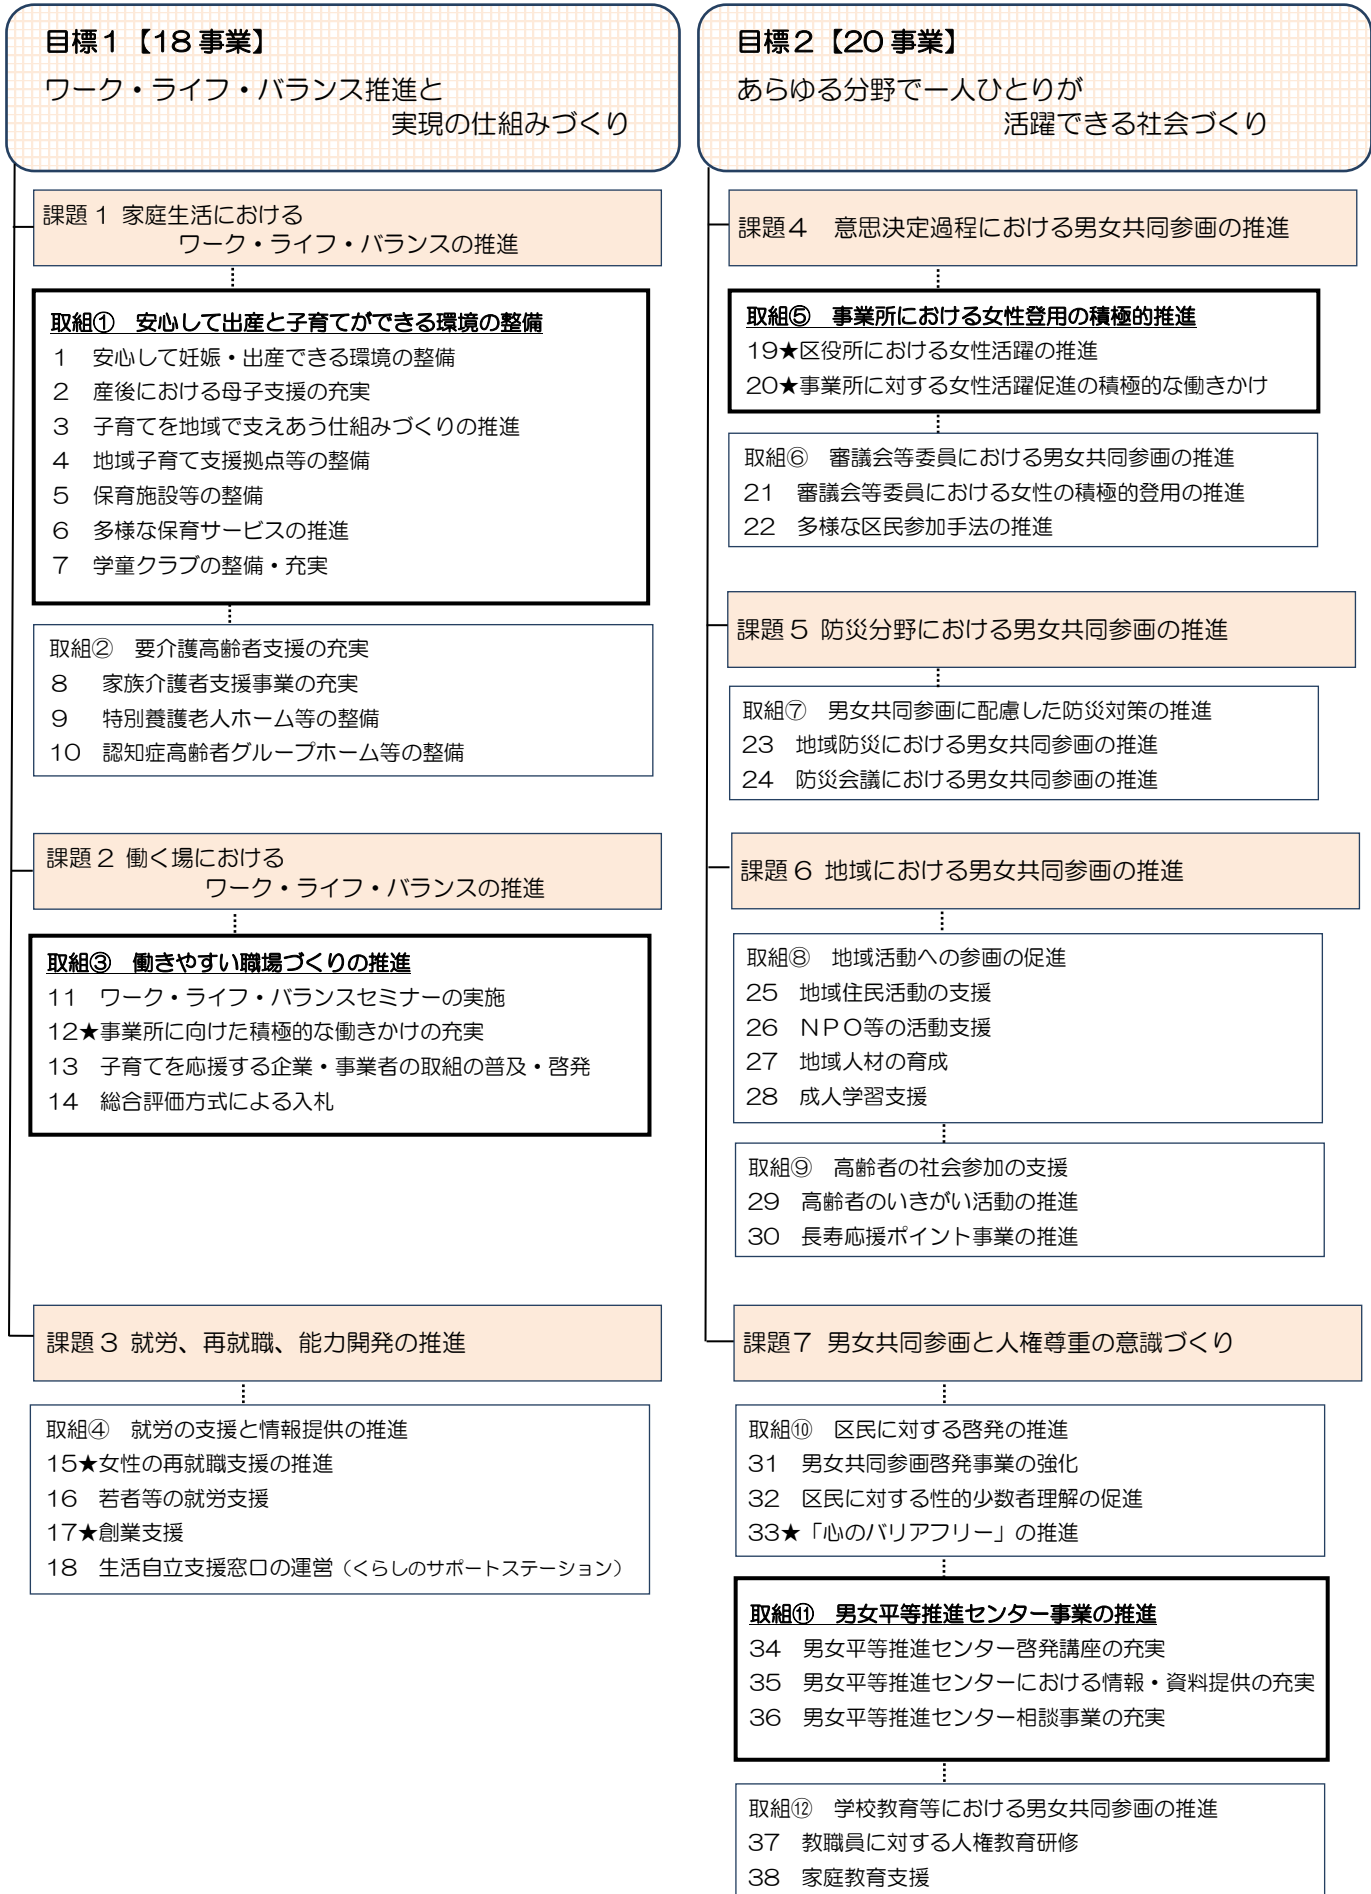 目標1【18事業】
ワーク・ライフ・バランス推進と
実現の仕組みづくり
課題1 家庭生活における
ワーク・ライフ・バランスの推進
取組① 安心して出産と子育てができる環境の整備
1 安心して妊娠・出産できる環境の整備
2 産後における母子支援の充実
3 子育てを地域で支えあう仕組みづくりの推進
4 地域子育て支援拠点等の整備
5 保育施設等の整備
6 多様な保育サービスの推進
7 学童クラブの整備・充実
取組② 要介護高齢者支援の充実
8 家族介護者支援事業の充実
9 特別養護老人ホーム等の整備
10 認知症高齢者グループホーム等の整備
課題2 働く場における
ワーク・ライフ・バランスの推進
取組③ 働きやすい職場づくりの推進
11 ワーク・ライフ・バランスセミナーの実施
12★事業所に向けた積極的な働きかけの充実
13 子育てを応援する企業・事業者の取組の普及・啓発
14 総合評価方式による入札
課題3 就労、再就職、能力開発の推進
取組④ 就労の支援と情報提供の推進
15★女性の再就職支援の推進
16 若者等の就労支援
17★創業支援
18 生活自立支援窓口の運営（くらしのサポートステーション）
目標2【20事業】
あらゆる分野で一人ひとりが
活躍できる社会づくり
課題4 意思決定過程における男女共同参画の推進
取組⑤ 事業所における女性登用の積極的推進
19★区役所における女性活躍の推進
20★事業所に対する女性活躍促進の積極的な働きかけ
取組⑥ 審議会等委員における男女共同参画の推進
21 審議会等委員における女性の積極的登用の推進
22 多様な区民参加手法の推進
課題5 防災分野における男女共同参画の推進
取組⑦ 男女共同参画に配慮した防災対策の推進
23 地域防災における男女共同参画の推進
24 防災会議における男女共同参画の推進
課題6 地域における男女共同参画の推進
取組⑧ 地域活動への参画の促進
25 地域住民活動の支援
26 NPO等の活動支援
27 地域人材の育成
28 成人学習支援
取組⑨ 高齢者の社会参加の支援
29 高齢者のいきがい活動の推進
30 長寿応援ポイント事業の推進
課題7 男女共同参画と人権尊重の意識づくり
取組⑩ 区民に対する啓発の推進
31 男女共同参画啓発事業の強化
32 区民に対する性的少数者理解の促進
33★「心のバリアフリー」の推進
取組⑪ 男女平等推進センター事業の推進
34 男女平等推進センター啓発講座の充実
35 男女平等推進センターにおける情報・資料提供の充実
36 男女平等推進センター相談事業の充実
取組⑫ 学校教育等における男女共同参画の推進
37 教職員に対する人権教育研修
38 家庭教育支援